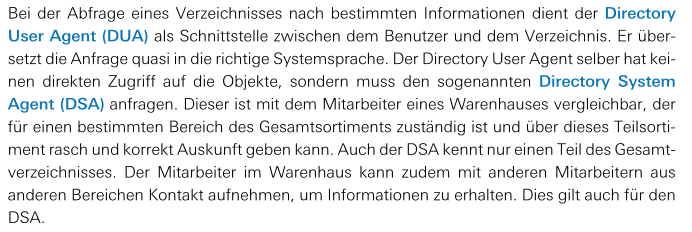 Bei der Abfrage eines Verzeichnisses nach bestimmten Informationen dient der Directory
User Agent (DUA) als Schnittstelle zwischen dem Benutzer und dem Verzeichnis. Er über-
setzt die Anfrage quasi in die richtige Systemsprache. Der Directory User Agent selber hat kei-
nen direkten Zugriff auf die Objekte, sondern muss den sogenannten Directory System
Agent (DSA) anfragen. Dieser ist mit dem Mitarbeiter eines Warenhauses vergleichbar, der
für einen bestimmten Bereich des Gesamtsortiments zuständig ist und über dieses Teilsorti-
ment rasch und korrekt Auskunft geben kann. Auch der DSA kennt nur einen Teil des Gesamt-
verzeichnisses. Der Mitarbeiter im Warenhaus kann zudem mit anderen Mitarbeitern aus
anderen Bereichen Kontakt aufnehmen, um Informationen zu erhalten. Dies gilt auch für den
DSA.